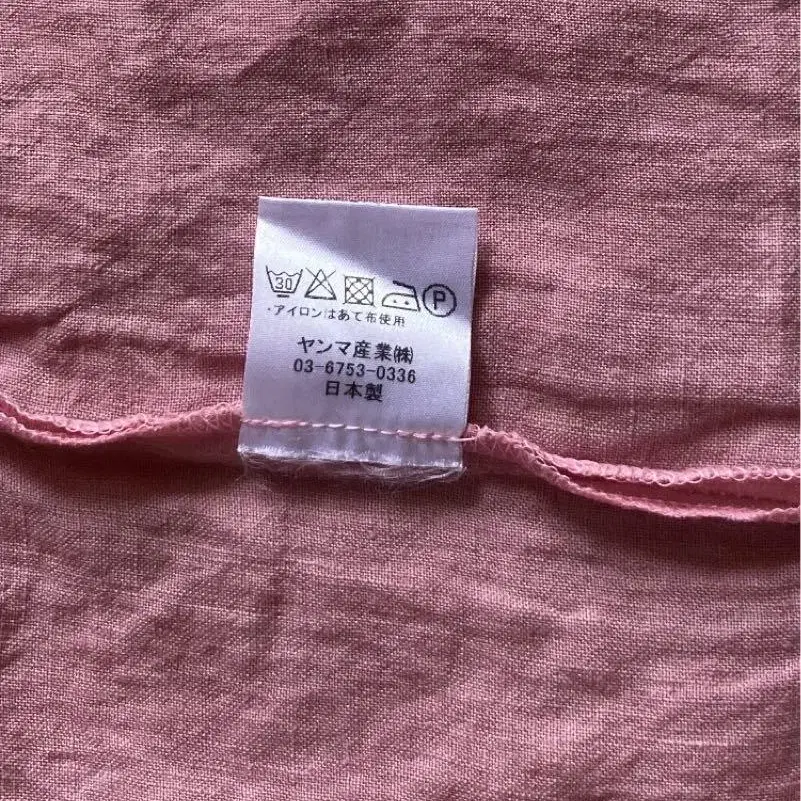 30 P
・アイロンはあて布使用
ヤンマ産業㈱
03-6753-0336
日本製